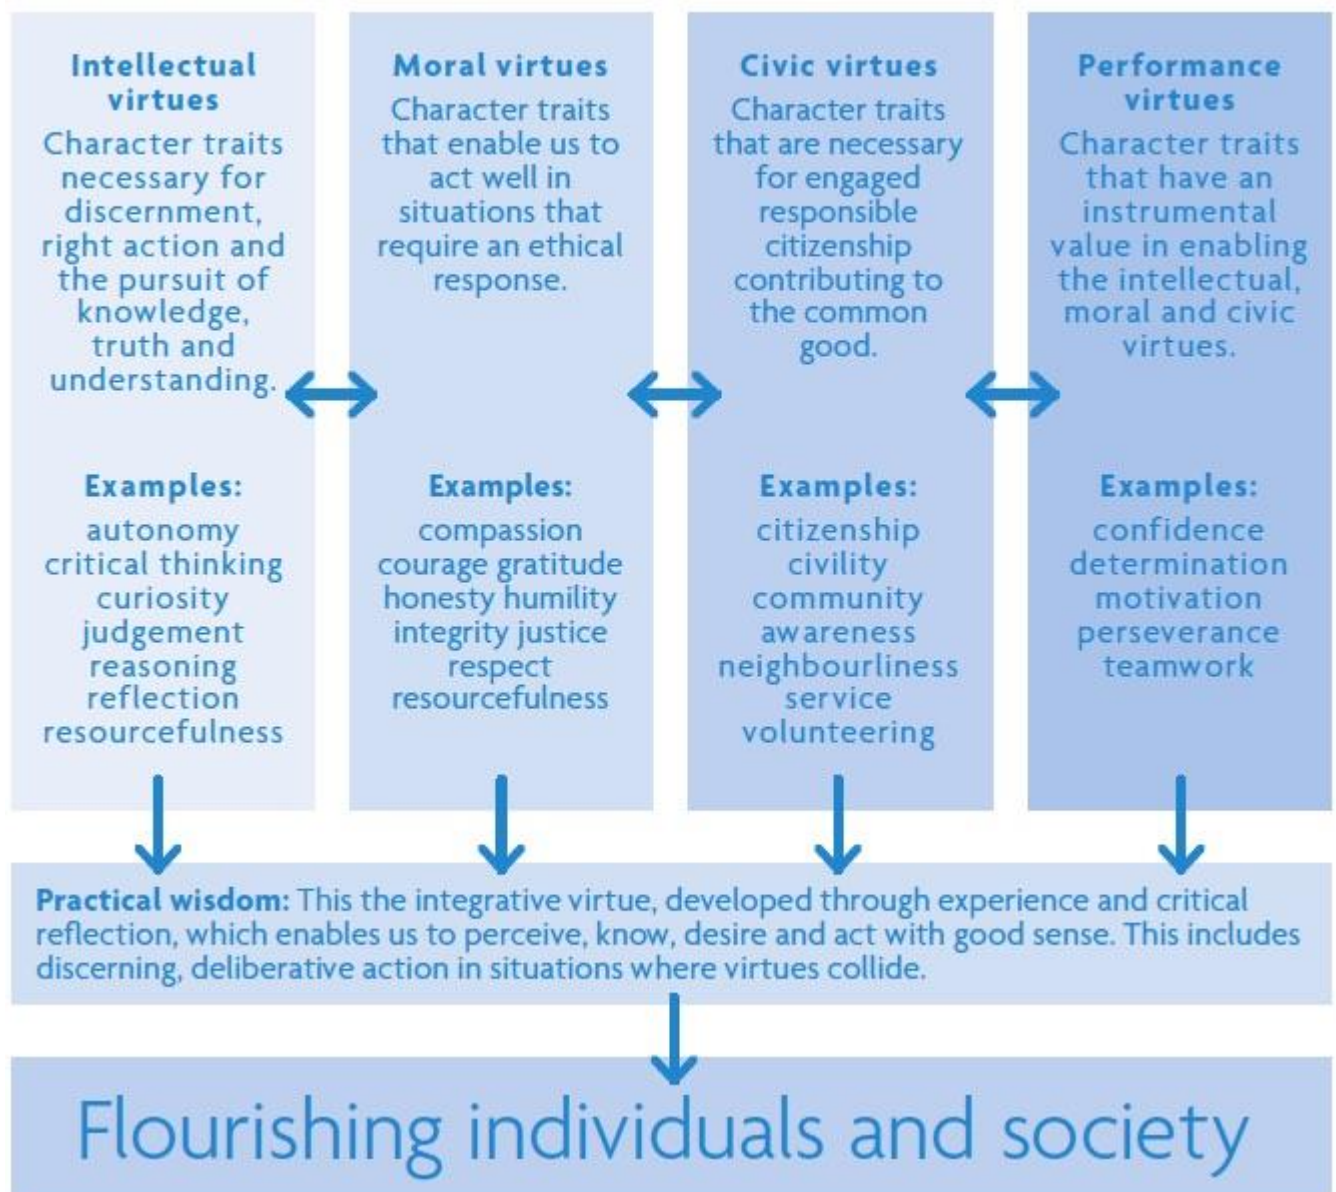 Intellectual
virtues
Character traits
necessary for
discernment,
right action and
the pursuit of
knowledge,
truth and
understanding.
Examples:
autonomy
critical thinking
curiosity
judgement
reasoning
reflection
resourcefulness
Moral virtues
Character traits
that enable us to
act well in
situations that
require an ethical
response.
Examples:
compassion
courage gratitude
honesty humility
integrity justice
respect
resourcefulness
Civic virtues
Character traits
that are necessary
for engaged
responsible
citizenship
contributing to
the common
good.
Examples:
citizenship
civility
community
awareness
neighbourliness
service
volunteering
Performance
virtues
Character traits
that have an
instrumental
value in enabling
the intellectual,
moral and civic
virtues.
Examples:
confidence
determination
motivation
perseverance
teamwork
Practical wisdom: This the integrative virtue, developed through experience and critical
reflection, which enables us to perceive, know, desire and act with good sense. This includes
discerning, deliberative action in situations where virtues collide.
Flourishing individuals and society